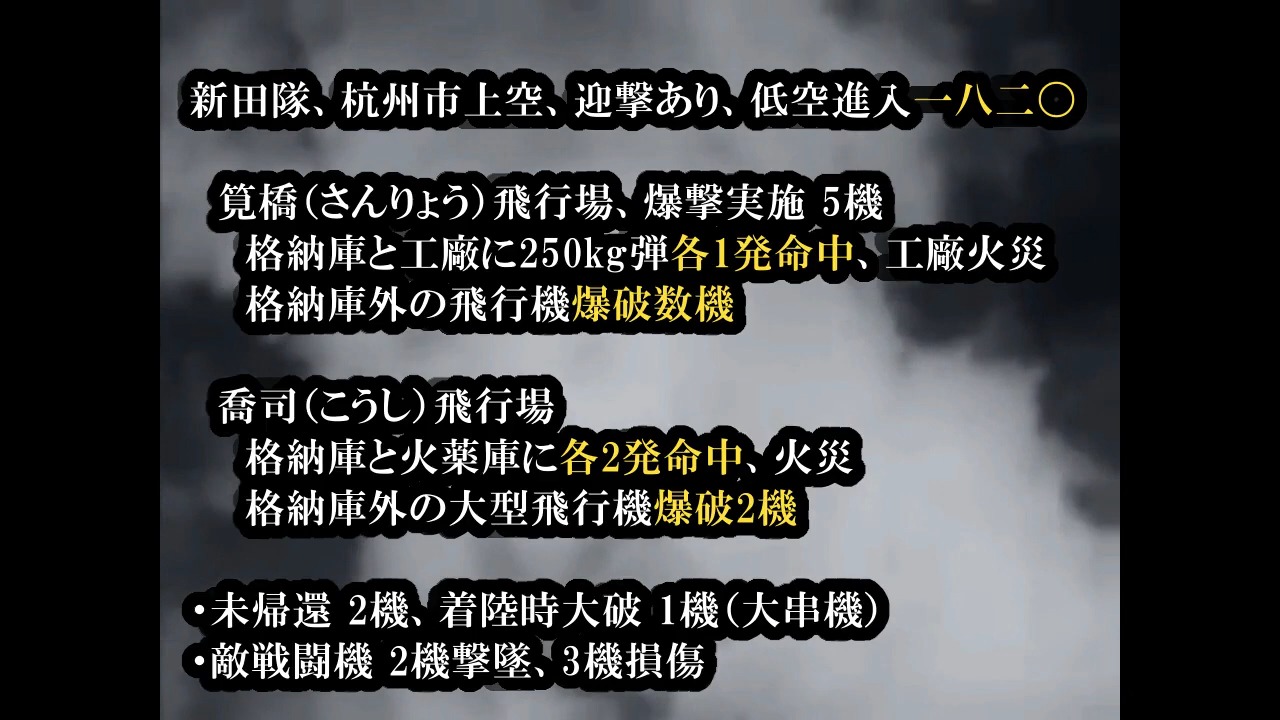 新田隊、杭州市上空、迎撃あり、低空進入一八二〇
筧橋（さんりょう）飛行場、爆撃実施 5機
格納庫と工廠に250kg弾各1発命中、工廠火災
格納庫外の飛行機爆破数機
喬司（こうし）飛行場
格納庫と火薬庫に各2発命中、火災
格納庫外の大型飛行機爆破2機
・未帰還 2機、着陸時大破 1機（大串機）
・敵戦闘機 2機撃墜、3機損傷